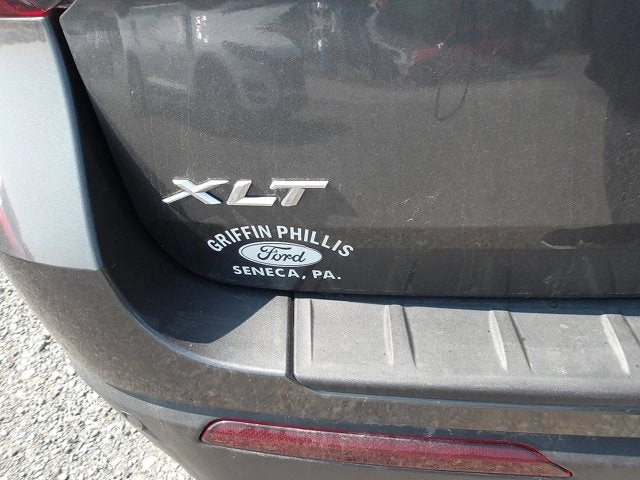 XLT
GRIFFIN PHILLIS
Ford
SENECA, PA.